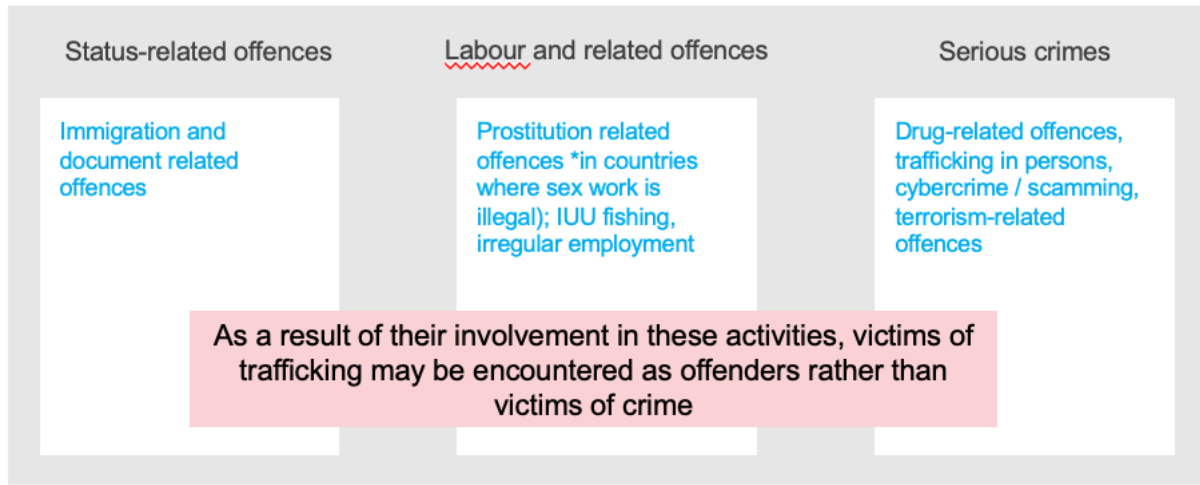 Status-related offences
Immigration and
document related
offences
Labour and related offences
Prostitution related
offences *in countries
where sex work is
illegal); IUU fishing,
irregular employment
Serious crimes
Drug-related offences,
trafficking in persons,
cybercrime / scamming,
terrorism-related
offences
As a result of their involvement in these activities, victims of
trafficking may be encountered as offenders rather than
victims of crime